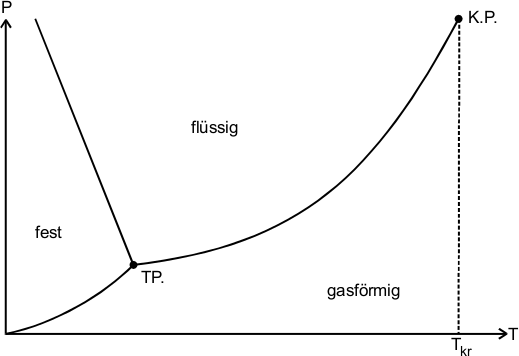 P
K.P.
flüssig
fest
TP.
gasförmig
T
Tkr